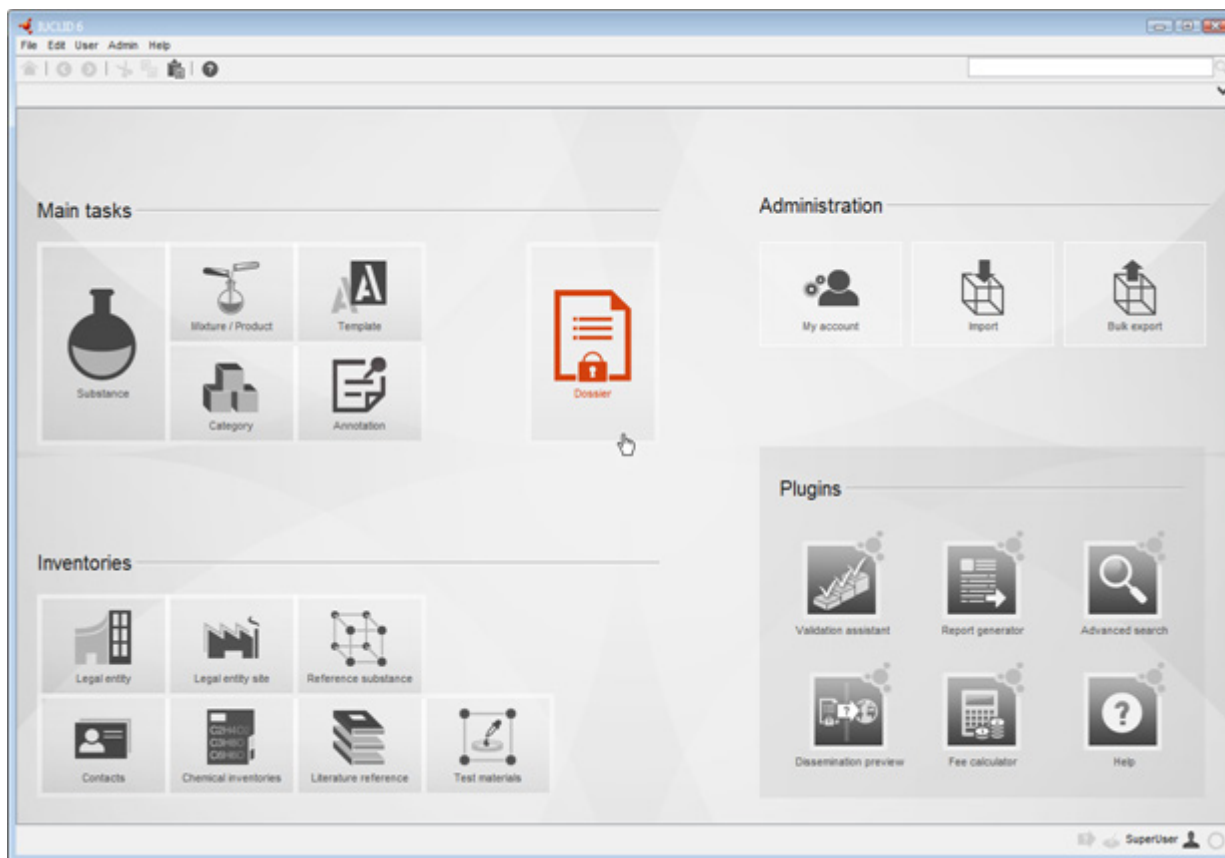 IUCLID 6
File Edit User Admin Help
Main tasks
Substance
Mixture / Product
Template
Category
Annotation
Dossier
Administration
My account
Import
Bulk export
Plugins
Validation assistant
Report generator
Advanced search
Dissemination preview
Fee calculator
Help
Inventories
Legal entity
Legal entity site
Reference substance
Contacts
Chemical inventories
Literature reference
Test materials
SuperUser